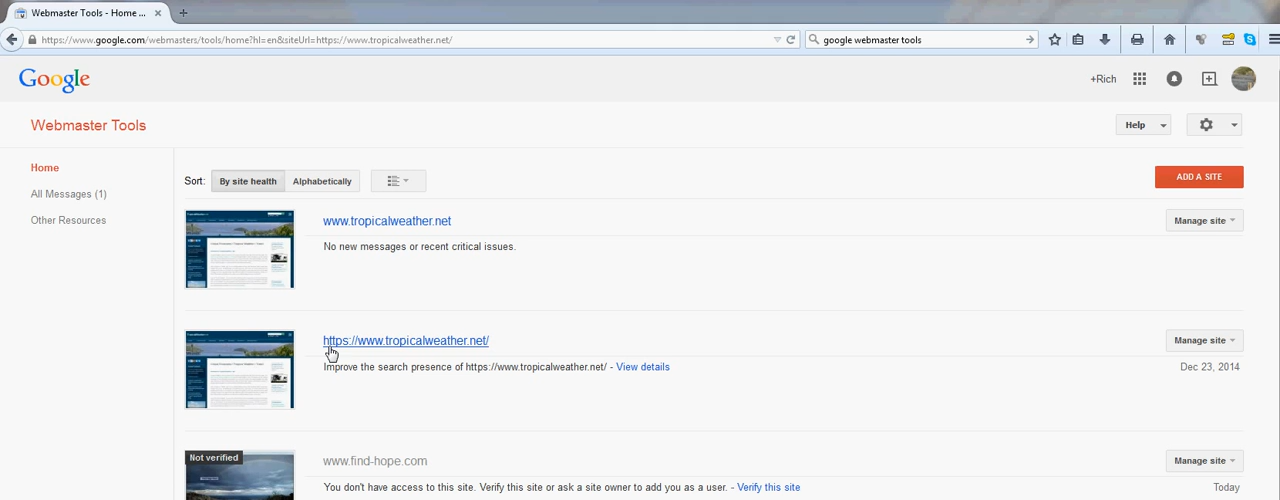 Webmaster Tools - Home ...
https://www.google.com/webmasters/tools/home?hl=en&siteUrl=https://www.tropicalweather.net/
google webmaster tools
Google
+Rich
Webmaster Tools
Help
Home
Sort: By site health Alphabetically
ADD A SITE
All Messages (1)
Other Resources
www.tropicalweather.net
Manage site
No new messages or recent critical issues.
https://www.tropicalweather.net/
Manage site
Improve the search presence of https://www.tropicalweather.net/ - View details
Dec 23, 2014
Not verified
www.find-hope.com
Manage site
You don't have access to this site. Verify this site or ask a site owner to add you as a user. - Verify this site
Today